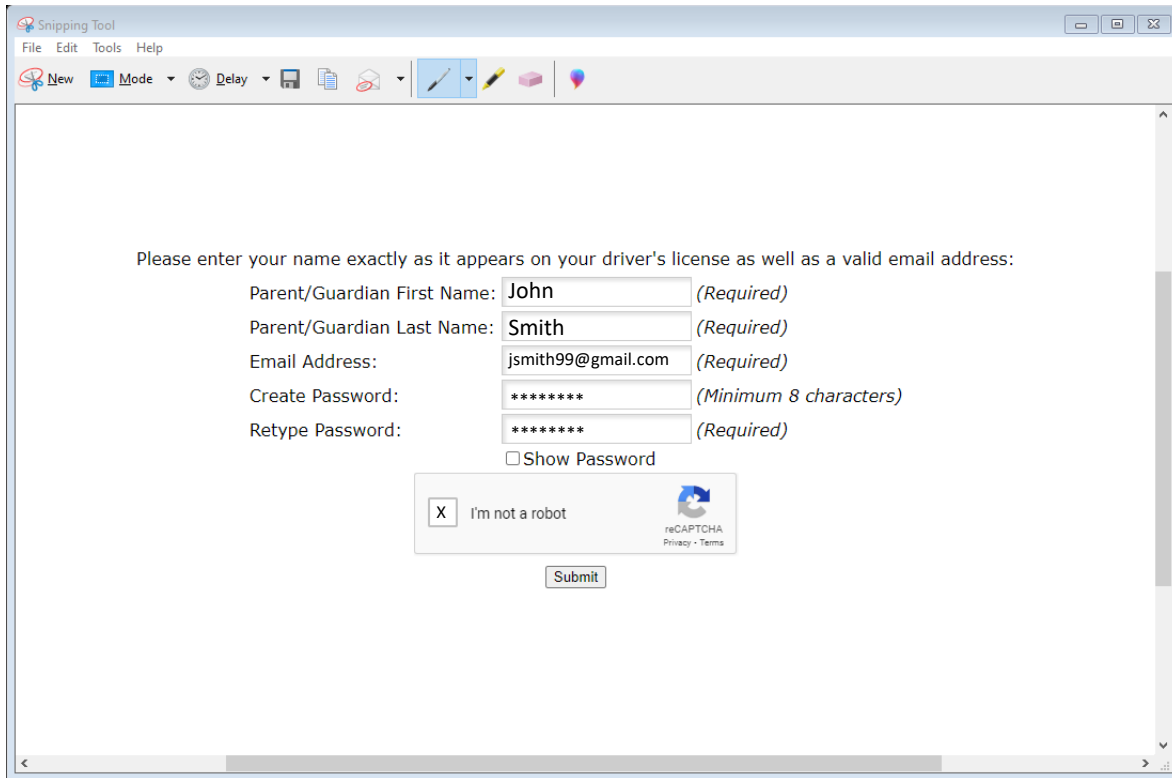 Snipping Tool
File Edit Tools Help
New Mode Delay
Please enter your name exactly as it appears on your driver's license as well as a valid email address:
Parent/Guardian First Name: John (Required)
Parent/Guardian Last Name: Smith (Required)
Email Address: jsmith99@gmail.com (Required)
Create Password: ******** (Minimum 8 characters)
Retype Password: ******** (Required)
Show Password
X I'm not a robot
reCAPTCHA
Privacy - Terms
Submit